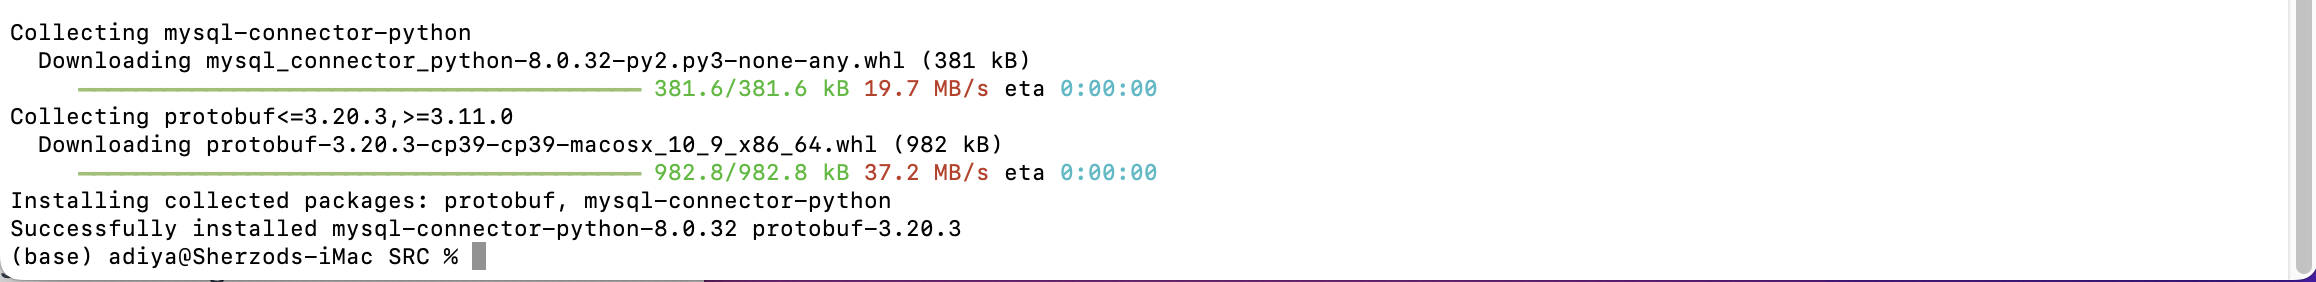 Collecting mysql-connector-python
  Downloading mysql_connector_python-8.0.32-py2.py3-none-any.whl (381 kB)
     381.6/381.6 kB 19.7 MB/s eta 0:00:00
Collecting protobuf<=3.20.3,>=3.11.0
  Downloading protobuf-3.20.3-cp39-cp39-macosx_10_9_x86_64.whl (982 kB)
     982.8/982.8 kB 37.2 MB/s eta 0:00:00
Installing collected packages: protobuf, mysql-connector-python
Successfully installed mysql-connector-python-8.0.32 protobuf-3.20.3
(base) adiya@Sherzods-iMac SRC %